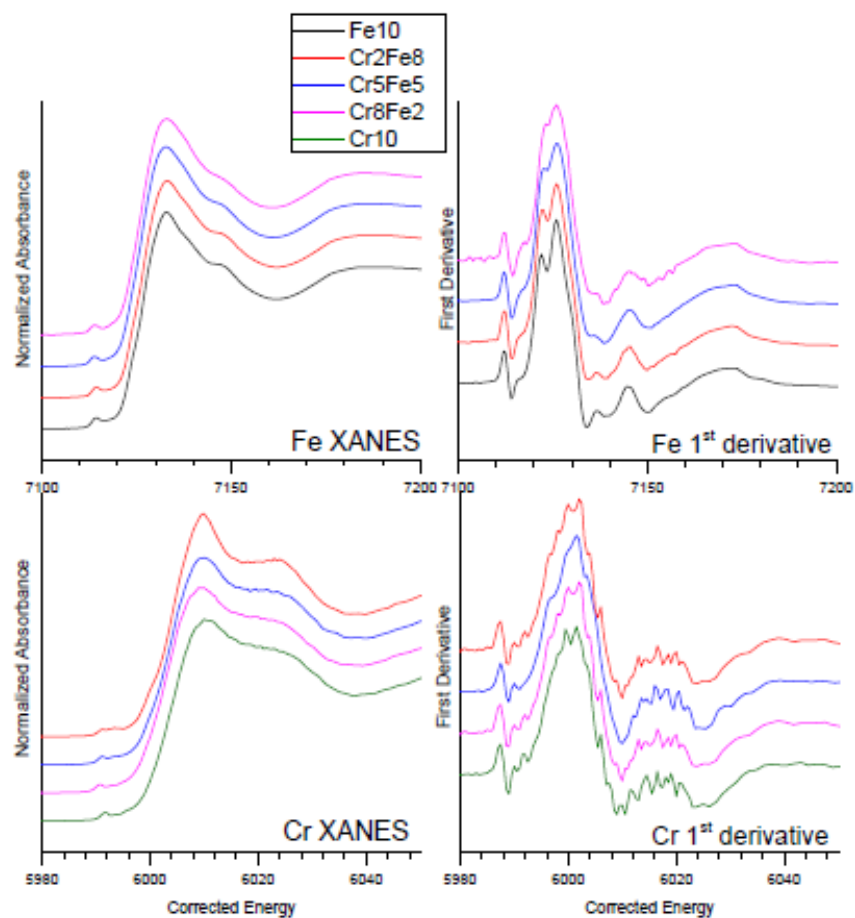 Fe10
Cr2Fe8
Cr5Fe5
Cr8Fe2
Cr10
Normalized Absorbance
Fe XANES
7100
7150
7200
First Derivative
Fe 1st derivative
7100
7150
7200
Normalized Absorbance
Cr XANES
5980
6000
6020
6040
Corrected Energy
First Derivative
Cr 1st derivative
5980
6000
6020
6040
Corrected Energy